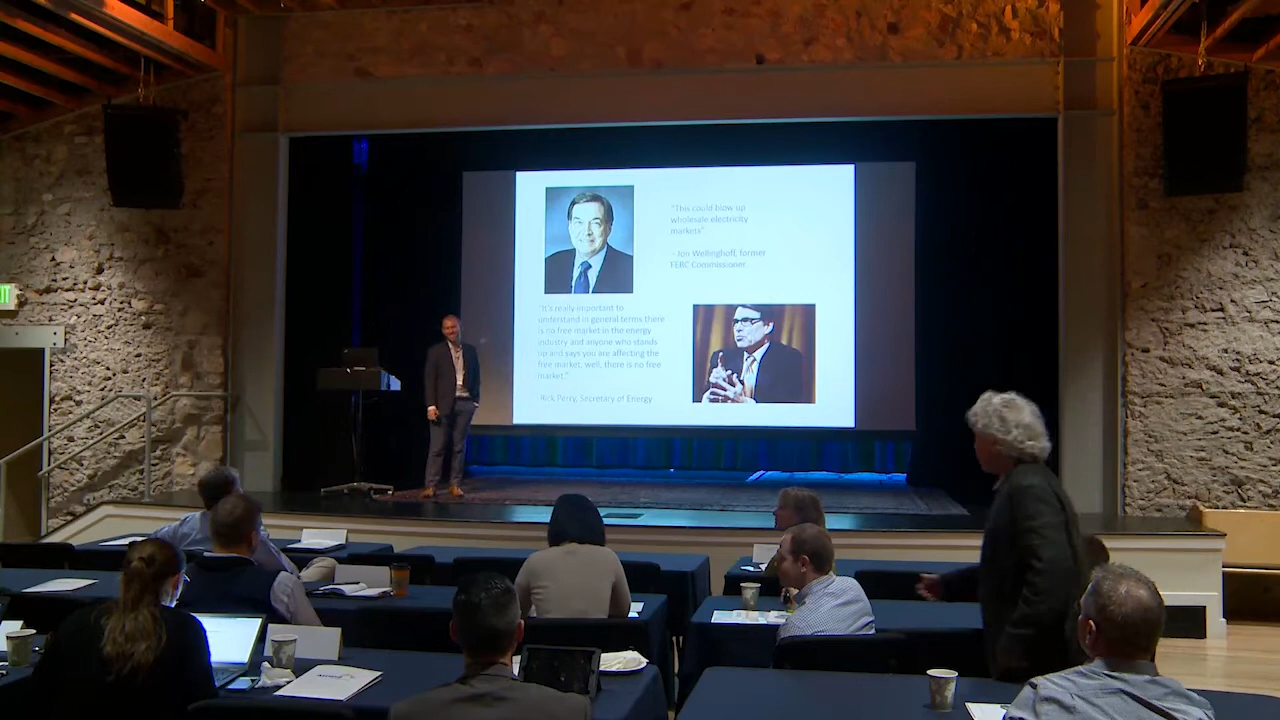 "This could blow up
wholesale electricity
markets"
- Jon Wellinghoff, former
FERC Commissioner
"It's really important to
understand in general terms there
is no free market in the energy
industry and anyone who stands
up and says you are affecting the
free market, well, there is no free
market."
-Rick Perry, Secretary of Energy